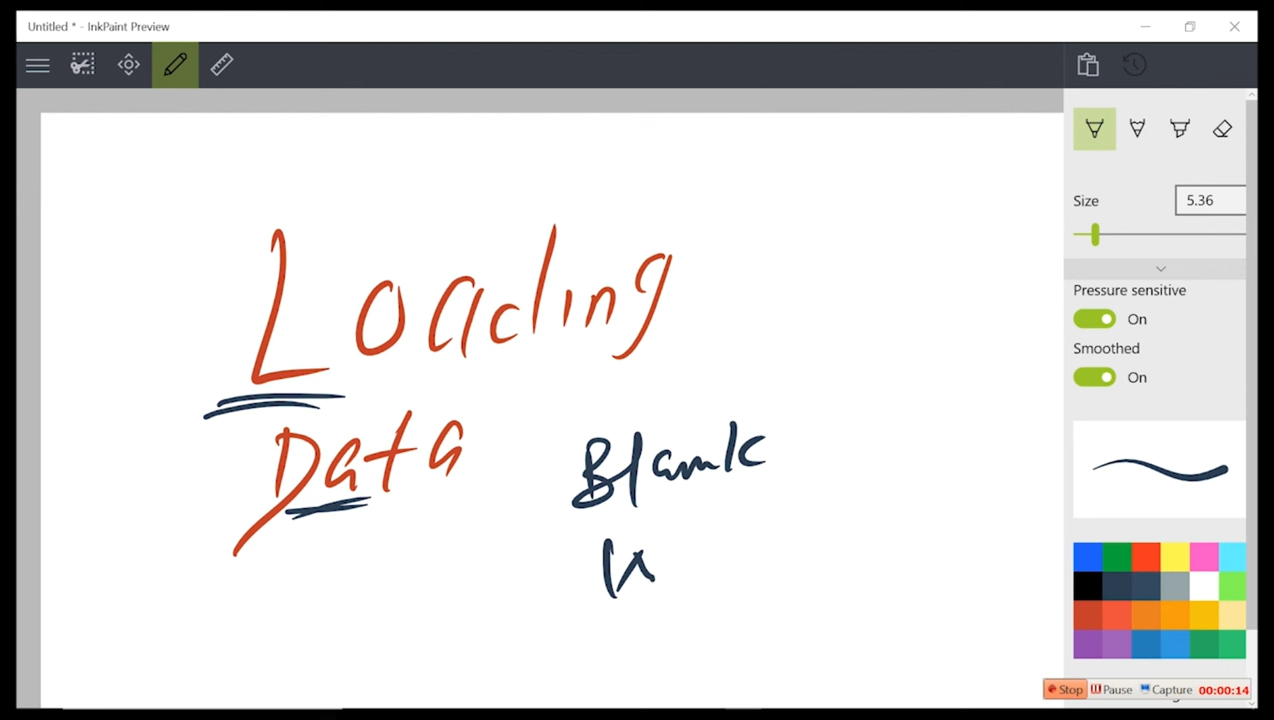 Untitled * - InkPaint Preview
Size
5.36
Pressure sensitive
On
Smoothed
On
Loading
Data
Blank
Stop Pause Capture 00:00:14